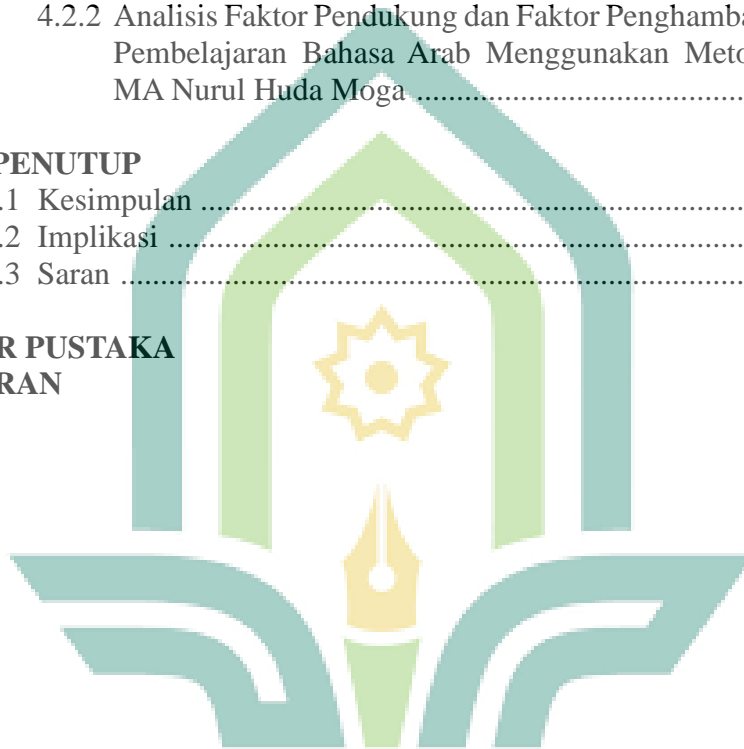 4.2.2 Analisis Faktor Pendukung dan Faktor Penghamba
Pembelajaran Bahasa Arab Menggunakan Meto
MA Nurul Huda Moga ........................................
PENUTUP
.1 Kesimpulan ........................................................................
.2 Implikasi ............................................................................
.3 Saran ..................................................................................
R PUSTAKA
RAN